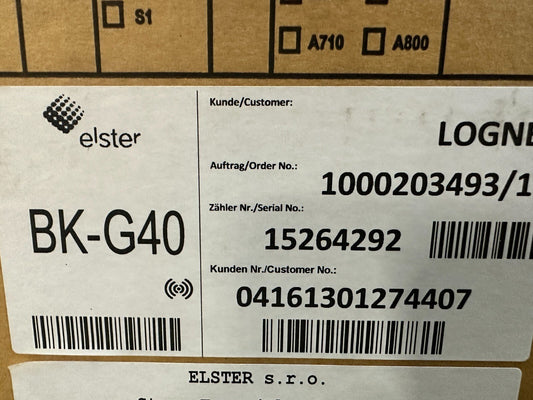 S1
A710 A800
elster
Kunde/Customer:
LOGNE
Auftrag/Order No.:
1000203493/1
BK-G40
Zähler Nr./Serial No.:
15264292
Kunden Nr./Customer No.:
04161301274407
ELSTER s.r.o.